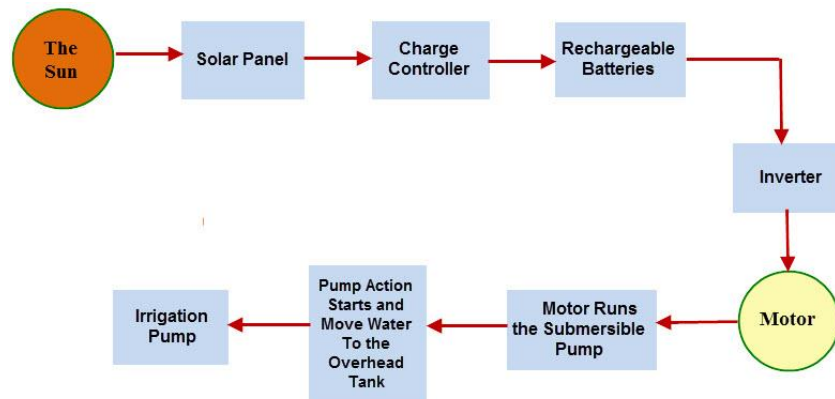 The
Sun
Solar Panel
Charge
Controller
Rechargeable
Batteries
Inverter
Motor
Motor Runs
the Submersible
Pump
Pump Action
Starts and
Move Water
To the
Overhead
Tank
Irrigation
Pump